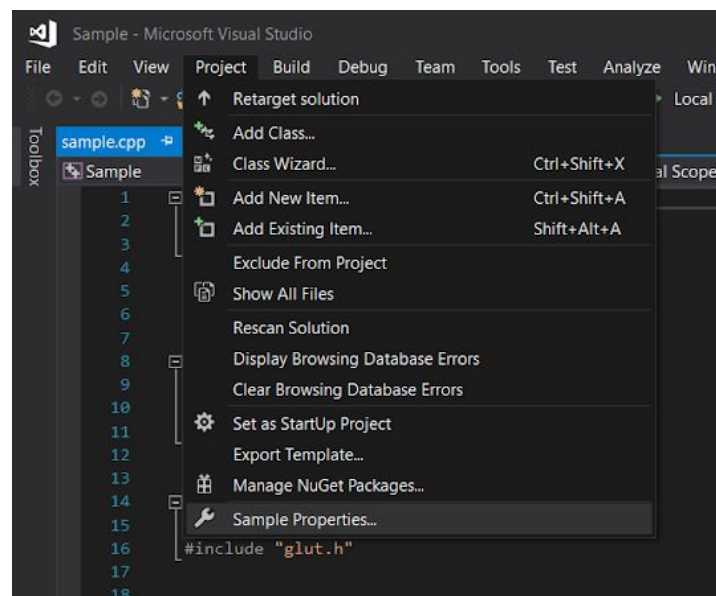 Sample - Microsoft Visual Studio
File Edit View Project Build Debug Team Tools Test Analyze Win
Local
Toolbox
sample.cpp
Sample
al Scope
Retarget solution
Add Class...
Class Wizard... Ctrl+Shift+X
Add New Item... Ctrl+Shift+A
Add Existing Item... Shift+Alt+A
Exclude From Project
Show All Files
Rescan Solution
Display Browsing Database Errors
Clear Browsing Database Errors
Set as StartUp Project
Export Template...
Manage NuGet Packages...
Sample Properties...
1
2
3
4
5
6
7
8
9
10
11
12
13
14
15
16 #include "glut.h"
17
18